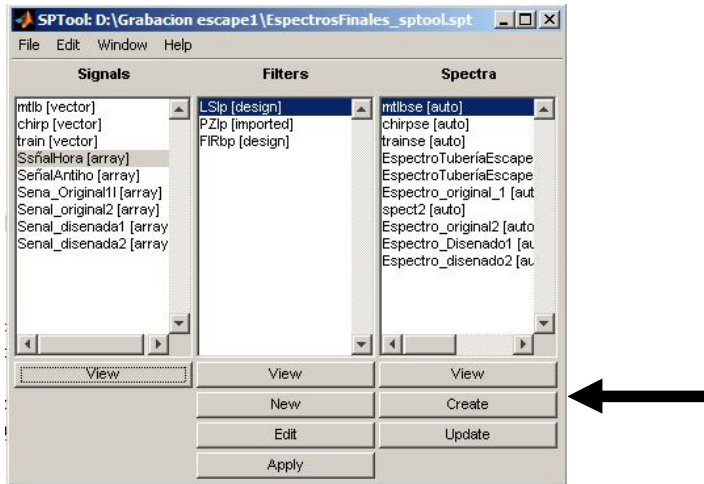 SPTool: D:\Grabacion escape1\EspectrosFinales_sptool.spt
File Edit Window Help
Signals
mtlb [vector]
chirp [vector]
train [vector]
SsñalHora [array]
SeñalAntiho [array]
Sena_Original1l [array]
Senal_original2 [array]
Senal_disenada1 [array
Senal_disenada2 [array
View
Filters
LSlp [design]
PZlp [imported]
FIRbp [design]
View
New
Edit
Apply
Spectra
mtlbse [auto]
chirpse [auto]
trainse [auto]
EspectroTuberíaEscape
EspectroTuberíaEscape
Espectro_original_1 [aut
spect2 [auto]
Espectro_original2 [auto
Espectro_Disenado1 [au
Espectro_disenado2 [au
View
Create
Update